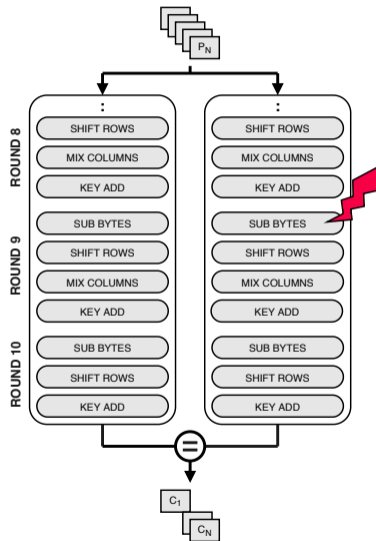 P_N
:
:
ROUND 8
SHIFT ROWS
SHIFT ROWS
MIX COLUMNS
MIX COLUMNS
KEY ADD
KEY ADD
ROUND 9
SUB BYTES
SUB BYTES
SHIFT ROWS
SHIFT ROWS
MIX COLUMNS
MIX COLUMNS
KEY ADD
KEY ADD
ROUND 10
SUB BYTES
SUB BYTES
SHIFT ROWS
SHIFT ROWS
KEY ADD
KEY ADD
=
C_1
C_N